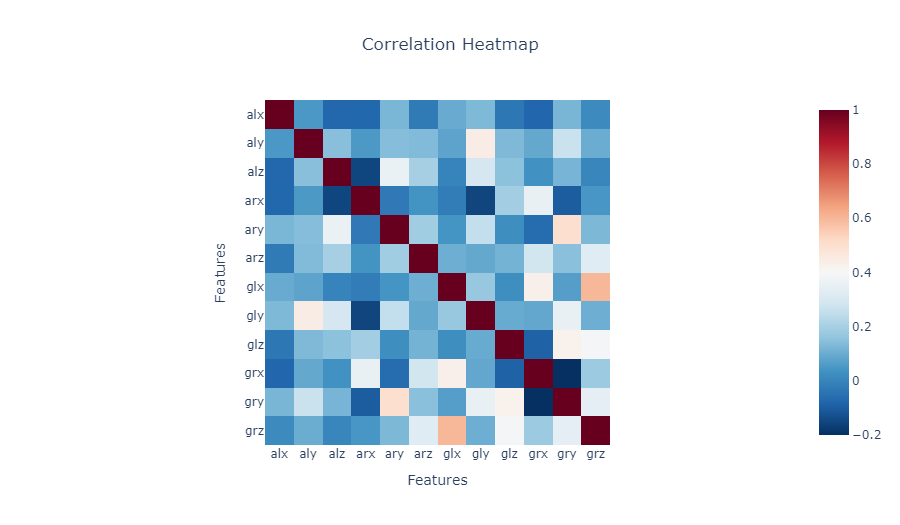 Correlation Heatmap
Features
alx
aly
alz
arx
ary
arz
glx
gly
glz
grx
gry
grz
alx aly alz arx ary arz glx gly glz grx gry grz
Features
1
0.8
0.6
0.4
0.2
0
−0.2